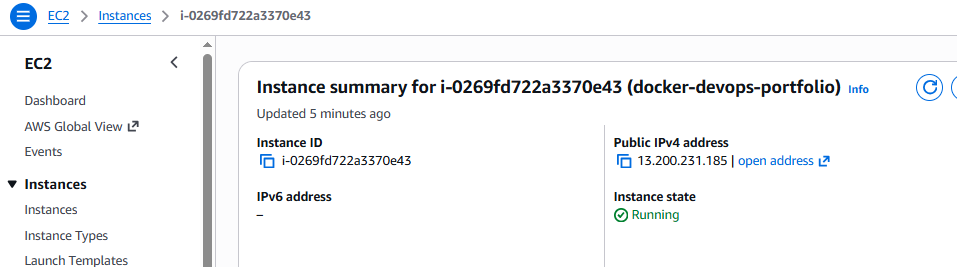 EC2 > Instances > i-0269fd722a3370e43
EC2
Dashboard
AWS Global View
Events
Instances
Instances
Instance Types
Launch Templates
Instance summary for i-0269fd722a3370e43 (docker-devops-portfolio) Info
Updated 5 minutes ago
Instance ID
i-0269fd722a3370e43
IPv6 address
–
Public IPv4 address
13.200.231.185 | open address
Instance state
Running